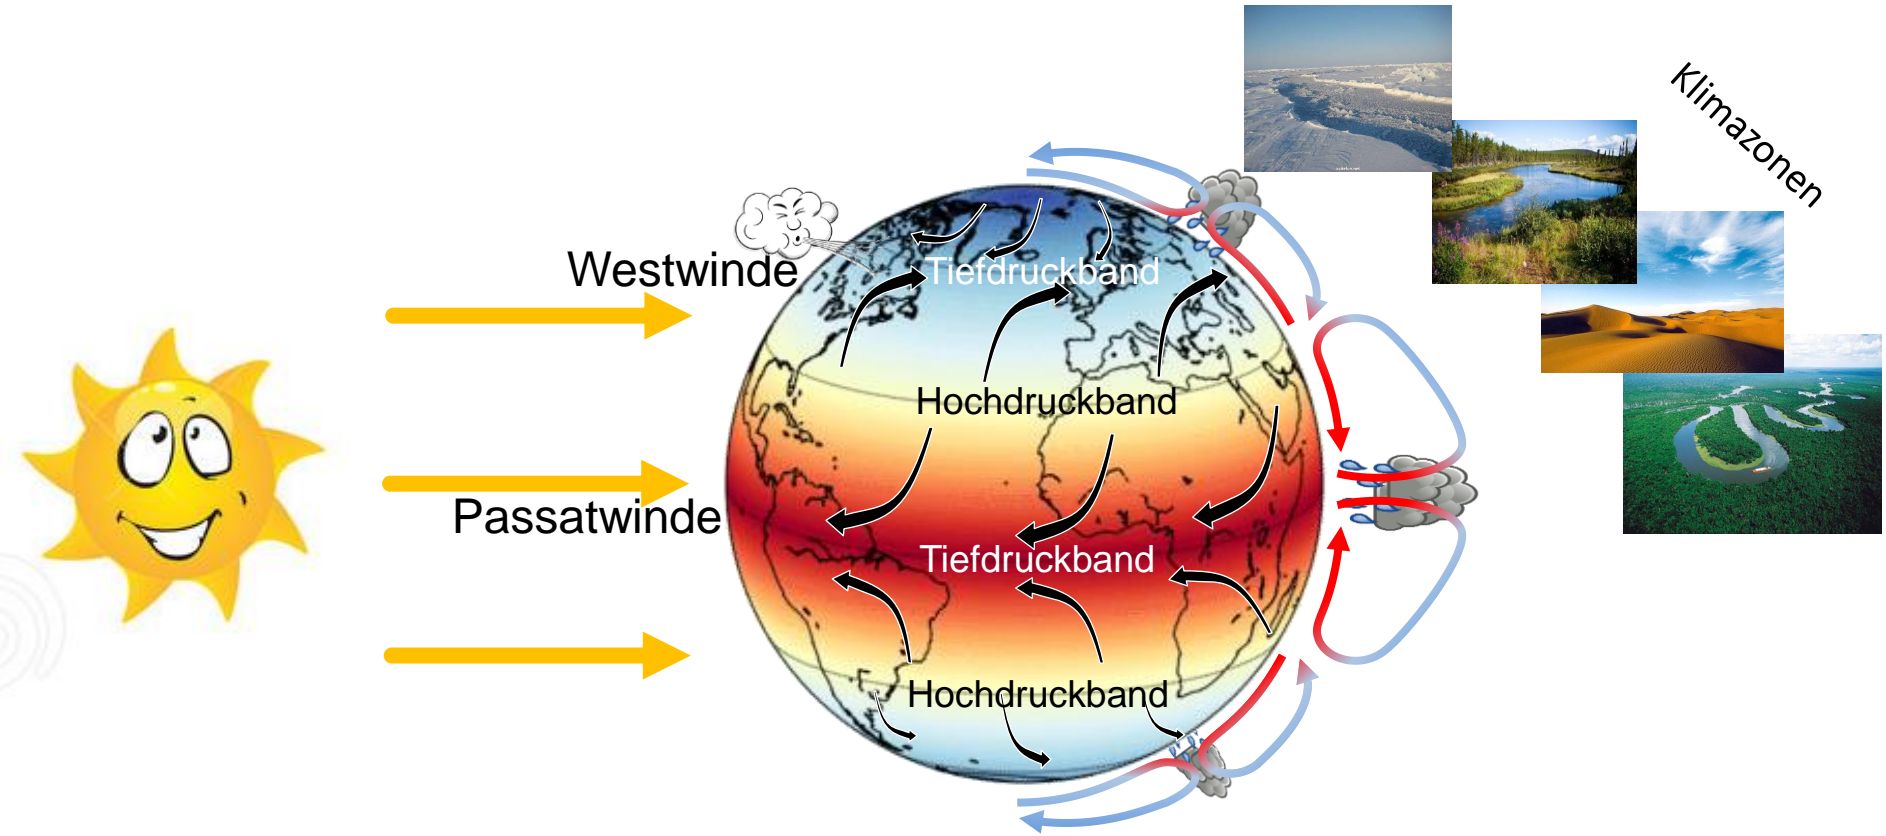 Klimazonen
Westwinde
Tiefdruckband
Hochdruckband
Passatwinde
Tiefdruckband
Hochdruckband